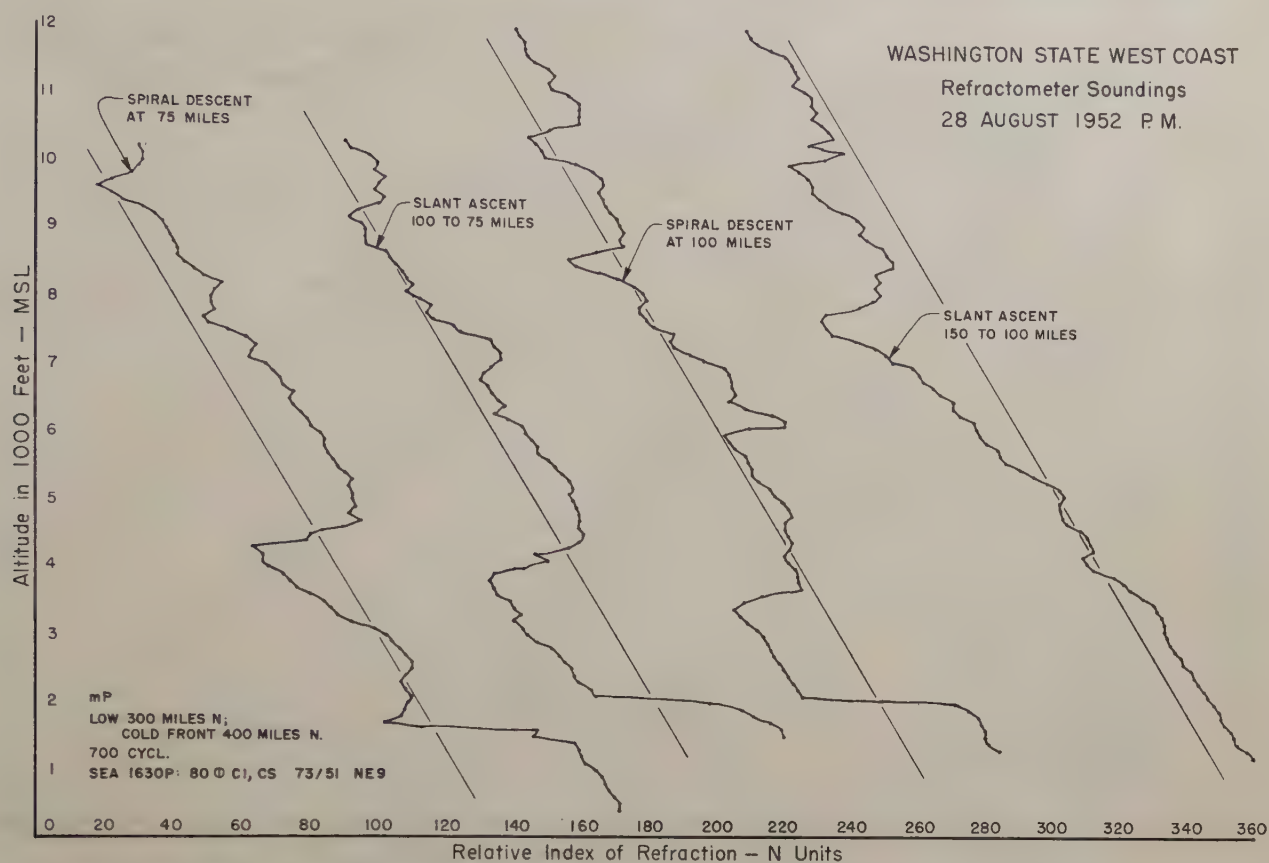 WASHINGTON STATE WEST COAST
Refractometer Soundings
28 AUGUST 1952 P.M.
SPIRAL DESCENT
AT 75 MILES
SLANT ASCENT
100 TO 75 MILES
SPIRAL DESCENT
AT 100 MILES
SLANT ASCENT
150 TO 100 MILES
Altitude in 1000 Feet — MSL
12
11
10
9
8
7
6
5
4
3
2
1
mP
LOW 300 MILES N;
COLD FRONT 400 MILES N.
700 CYCL.
SEA 1630P: 80 ⦶ CI, CS 73/51 NE9
0 20 40 60 80 100 120 140 160 180 200 220 240 260 280 300 320 340 360
Relative Index of Refraction — N Units